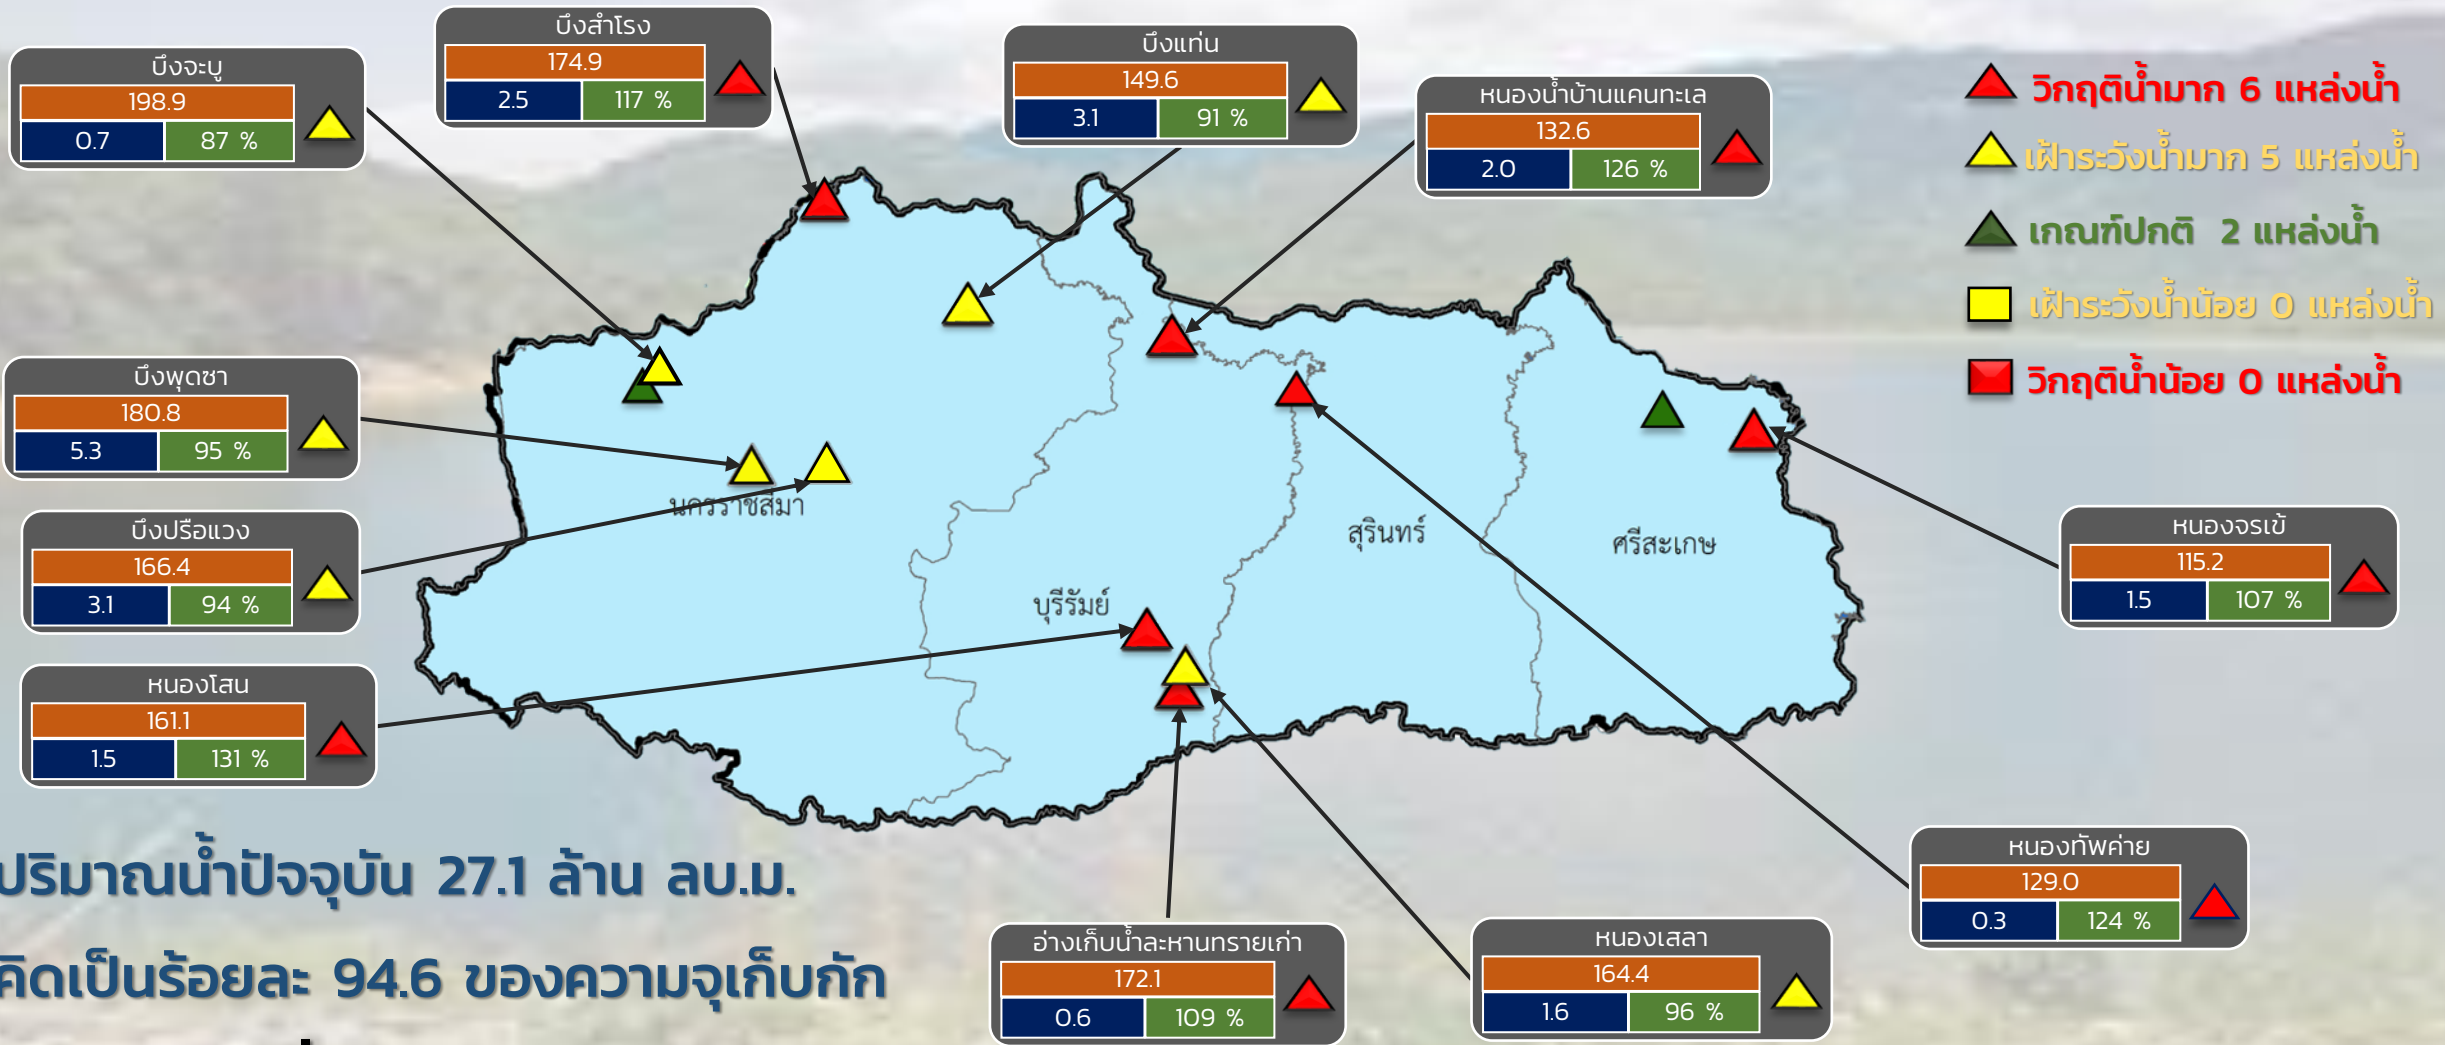 บึงจะบู
198.9
0.7 87 %
บึงสำโรง
174.9
2.5 117 %
บึงแท่น
149.6
3.1 91 %
หนองน้ำบ้านแคนทะเล
132.6
2.0 126 %
วิกฤติน้ำมาก 6 แหล่งน้ำ
เฝ้าระวังน้ำมาก 5 แหล่งน้ำ
เกณฑ์ปกติ 2 แหล่งน้ำ
เฝ้าระวังน้ำน้อย 0 แหล่งน้ำ
วิกฤติน้ำน้อย 0 แหล่งน้ำ
บึงพุดซา
180.8
5.3 95 %
บึงปรือแวง
166.4
3.1 94 %
หนองโสน
161.1
1.5 131 %
นครราชสีมา
บุรีรัมย์
สุรินทร์
ศรีสะเกษ
หนองจรเข้
115.2
1.5 107 %
หนองทัพค่าย
129.0
0.3 124 %
อ่างเก็บน้ำละหานทรายเก่า
172.1
0.6 109 %
หนองเสลา
164.4
1.6 96 %
ปริมาณน้ำปัจจุบัน 27.1 ล้าน ลบ.ม.
คิดเป็นร้อยละ 94.6 ของความจุเก็บกัก